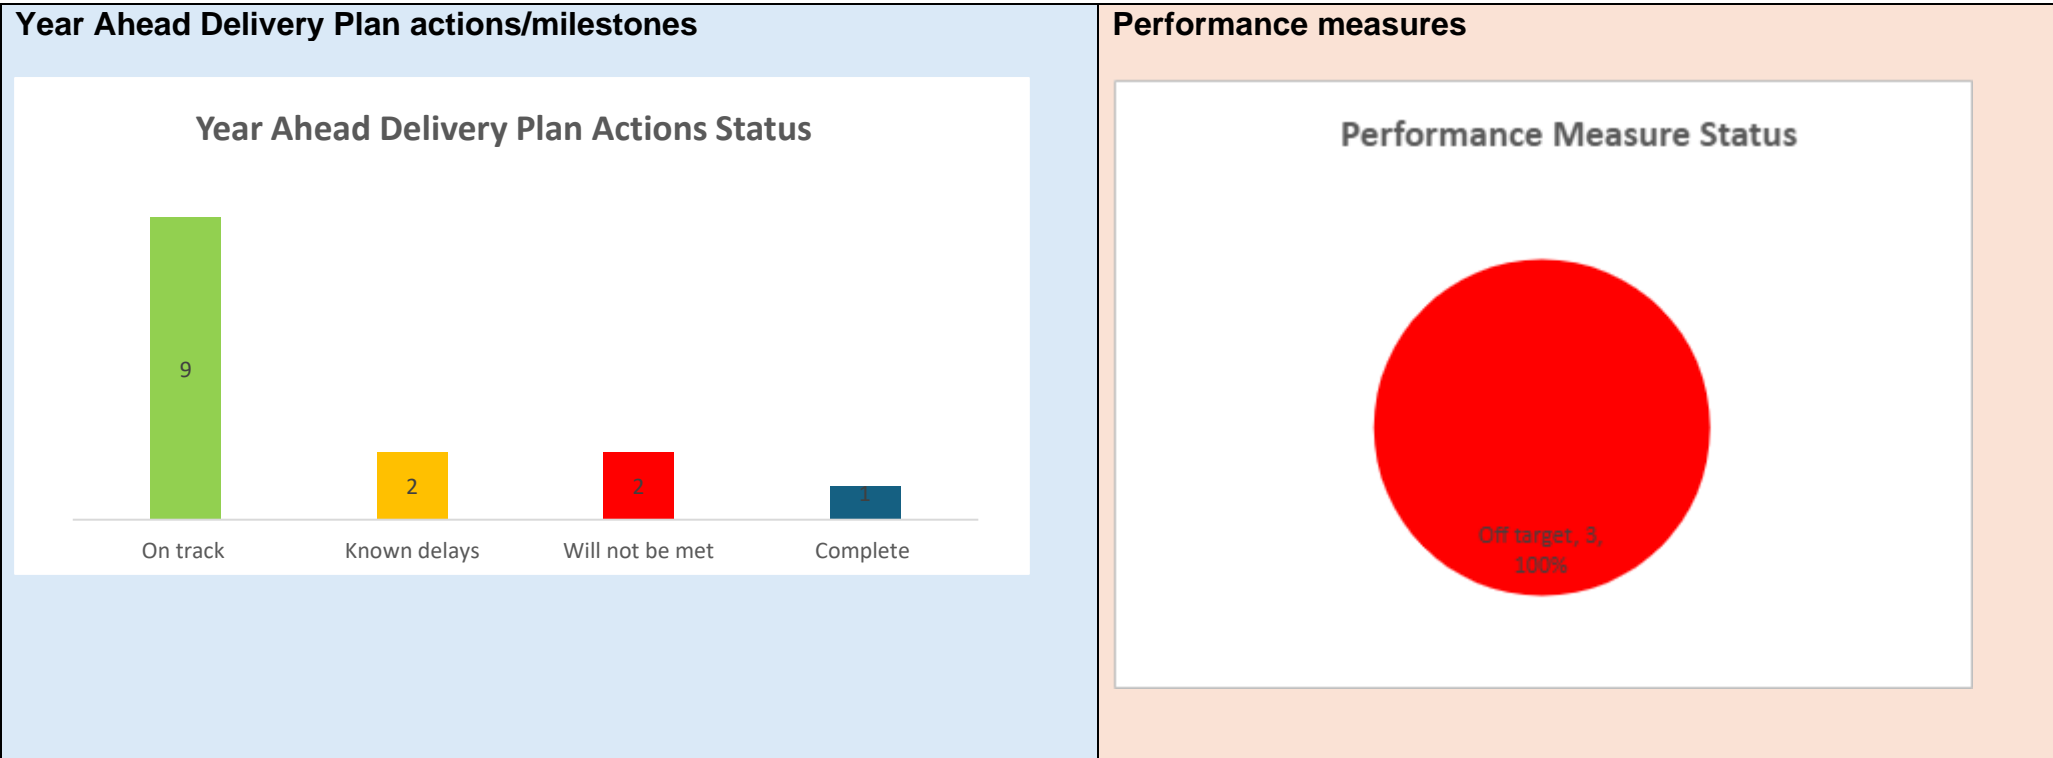 Year Ahead Delivery Plan actions/milestones
Year Ahead Delivery Plan Actions Status
9
2
2
1
On track
Known delays
Will not be met
Complete
Performance measures
Performance Measure Status
Off target, 3,
100%